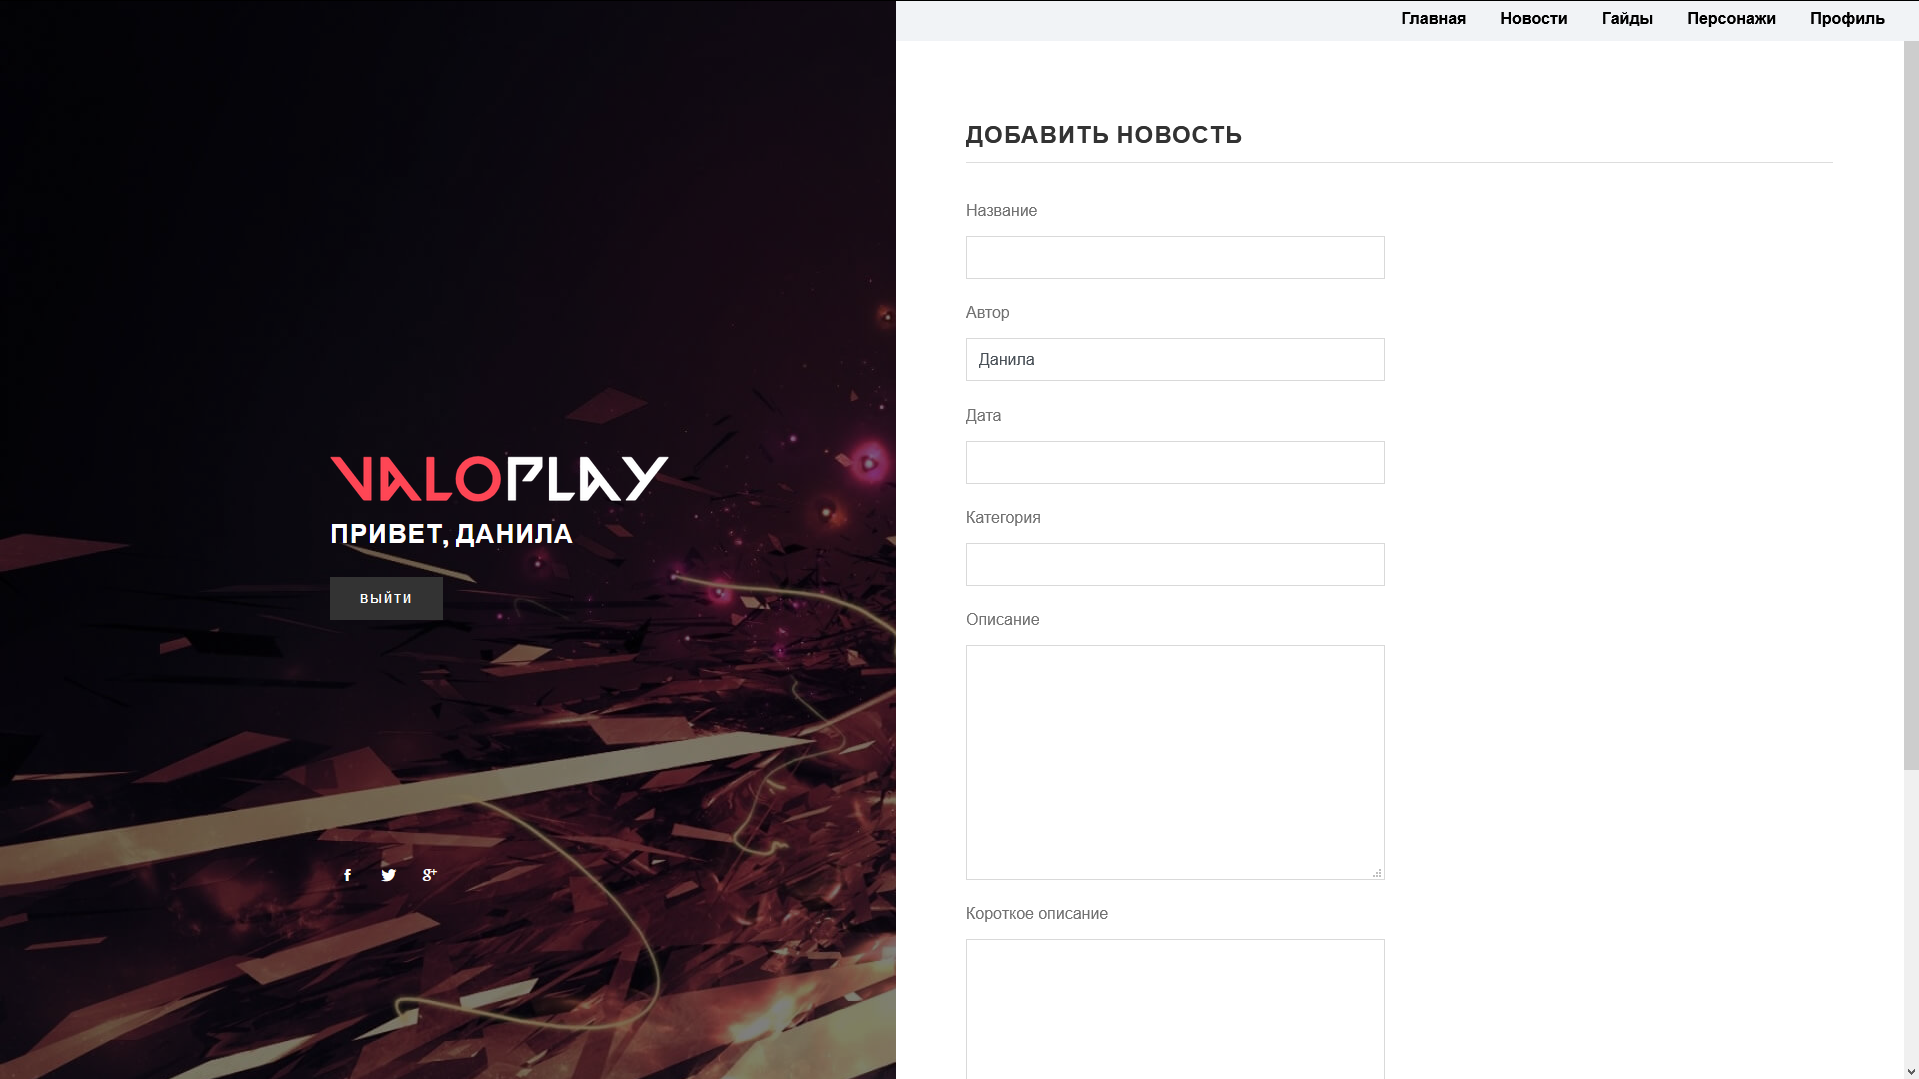 Главная Новости Гайды Персонажи Профиль
VALOPLAY
ПРИВЕТ, ДАНИЛА
ВЫЙТИ
ДОБАВИТЬ НОВОСТЬ
Название
Автор
Данила
Дата
Категория
Описание
Короткое описание